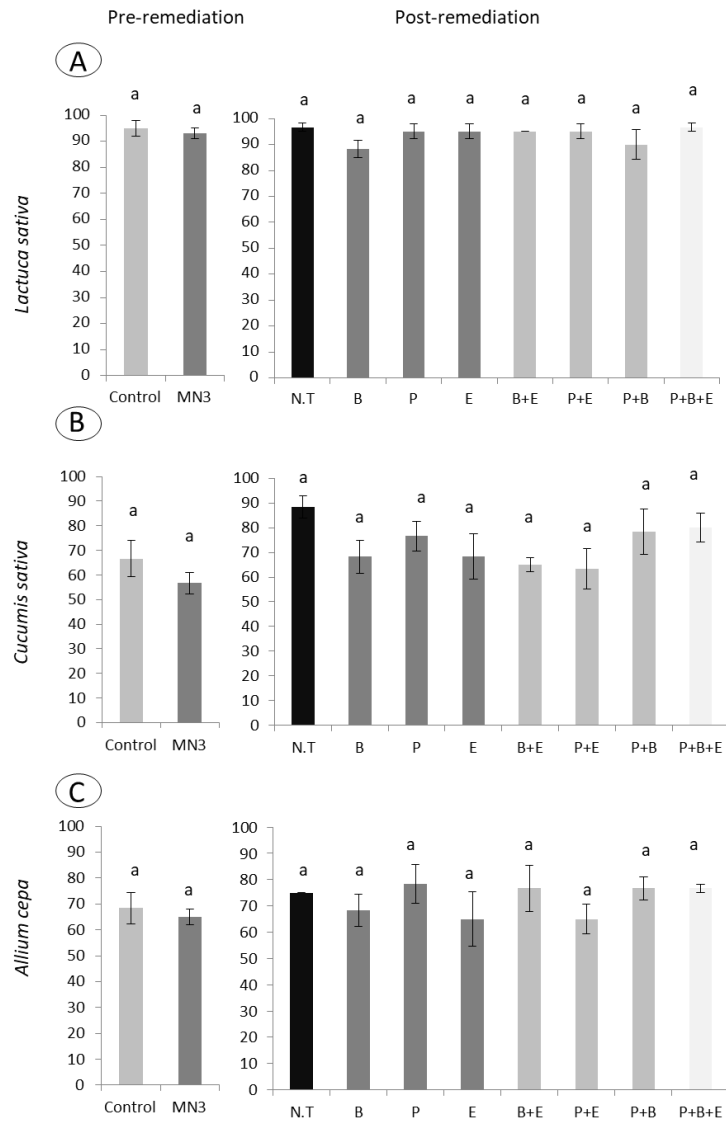 Pre-remediation Post-remediation
A
a a a a a a a a a a
100 100
90 90
80 80
70 70
60 60
50 50
40 40
30 30
20 20
10 10
0 0
Lactuca sativa
Control MN3 N.T B P E B+E P+E P+B P+B+E
B
a a a a a a a a a a
100 100
90 90
80 80
70 70
60 60
50 50
40 40
30 30
20 20
10 10
0 0
Cucumis sativa
Control MN3 N.T B P E B+E P+E P+B P+B+E
C
a a a a a a a a a a
100 100
90 90
80 80
70 70
60 60
50 50
40 40
30 30
20 20
10 10
0 0
Allium cepa
Control MN3 N.T B P E B+E P+E P+B P+B+E